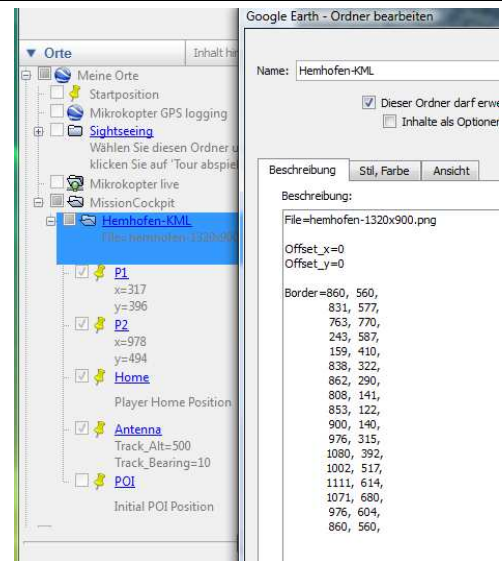 Orte
Inhalt
Meine Orte
Startposition
Mikrokopter GPS logging
Sightseeing
Wählen Sie diesen Ordner
klicken Sie auf 'Tour
Mikrokopter live
MissionCockpit
Hemhofen-KML
File=hemhofen-1320x900
P1
x=317
y=396
P2
x=978
y=494
Home
Player Home Position
Antenna
Track_Alt=500
Track_Bearing=10
POI
Initial POI Position
Google Earth - Ordner bearbeiten
Name: Hemhofen-KML
Dieser Ordner darf
Inhalte als
Beschreibung Stil, Farbe Ansicht
Beschreibung:
File=hemhofen-1320x900.png
Offset_x=0
Offset_y=0
Border=860, 560,
831, 577,
763, 770,
243, 587,
159, 410,
838, 322,
862, 290,
808, 141,
853, 122,
900, 140,
976, 315,
1080, 392,
1002, 517,
1111, 614,
1071, 680,
976, 604,
860, 560,